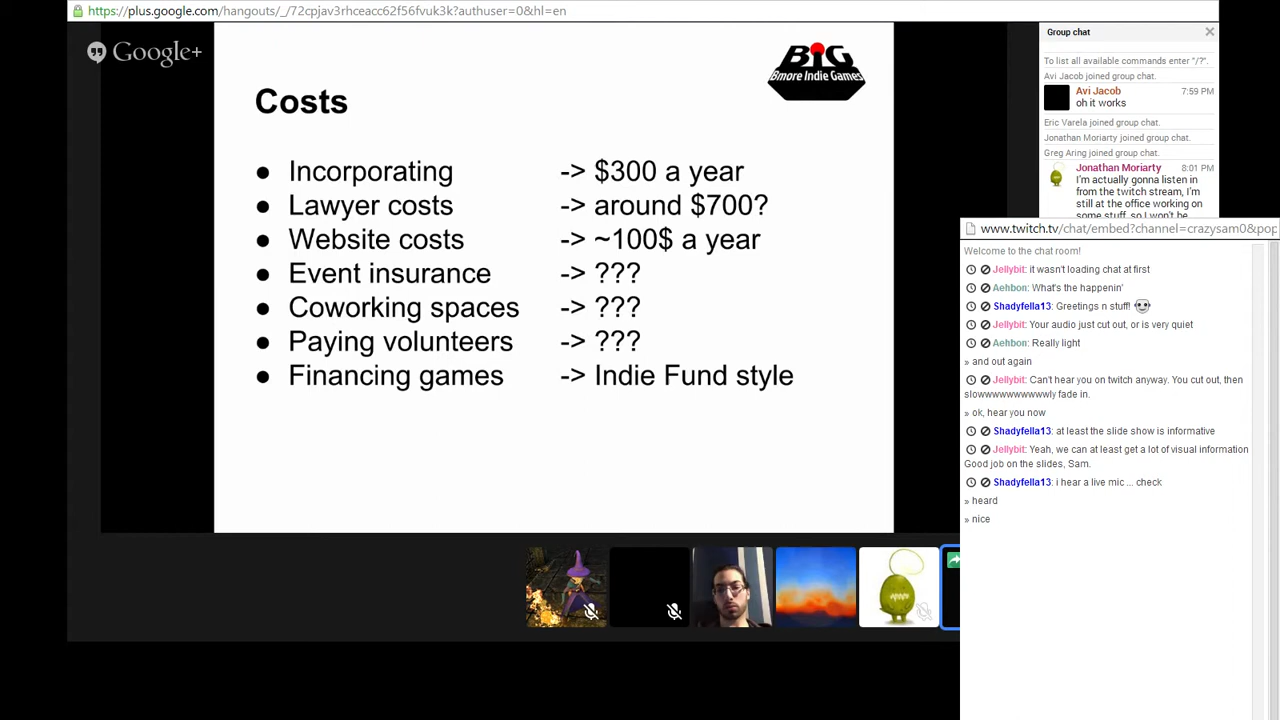 https://plus.google.com/hangouts/_/72cpjav3rhceacc62f56fvuk3k?authuser=0&hl=en
Google+
BIG
Bmore Indie Games
Costs
● Incorporating -> $300 a year
● Lawyer costs -> around $700?
● Website costs -> ~100$ a year
● Event insurance -> ???
● Coworking spaces -> ???
● Paying volunteers -> ???
● Financing games -> Indie Fund style
Group chat
To list all available commands enter "/?".
Avi Jacob joined group chat.
Avi Jacob 7:59 PM
oh it works
Eric Varela joined group chat.
Jonathan Moriarty joined group chat.
Greg Aring joined group chat.
Jonathan Moriarty 8:01 PM
I'm actually gonna listen in
from the twitch stream, I'm
still at the office working on
some stuff, so I won't be
www.twitch.tv/chat/embed?channel=crazysam0&pop
Welcome to the chat room!
Jellybit: it wasn't loading chat at first
Aehbon: What's the happenin'
Shadyfella13: Greetings n stuff!
Jellybit: Your audio just cut out, or is very quiet
Aehbon: Really light
» and out again
Jellybit: Can't hear you on twitch anyway. You cut out, then
slowwwwwwwwwwly fade in.
» ok, hear you now
Shadyfella13: at least the slide show is informative
Jellybit: Yeah, we can at least get a lot of visual information
Good job on the slides, Sam.
Shadyfella13: i hear a live mic ... check
» heard
» nice